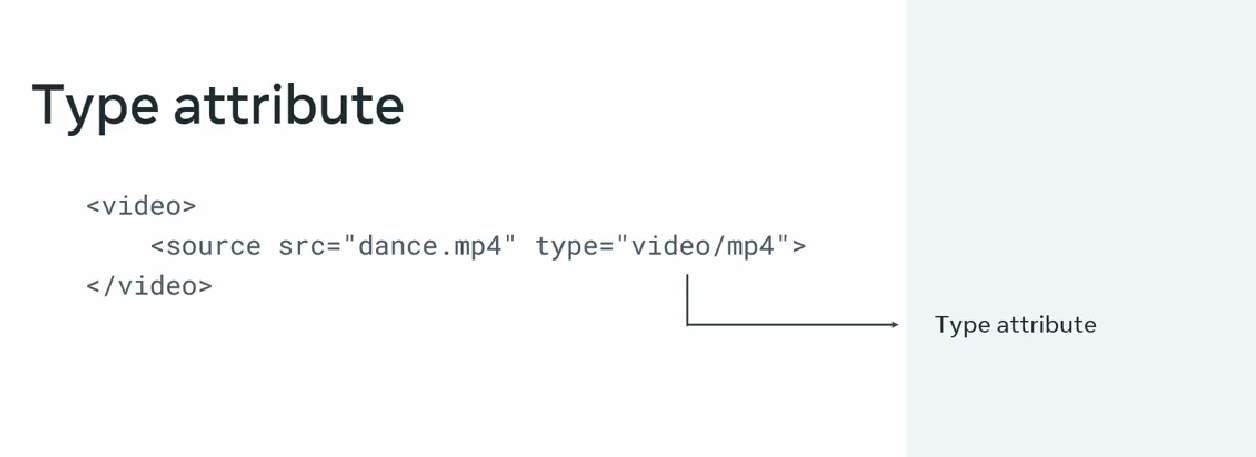 Type attribute
<video>
<source src="dance.mp4" type="video/mp4">
</video>
Type attribute